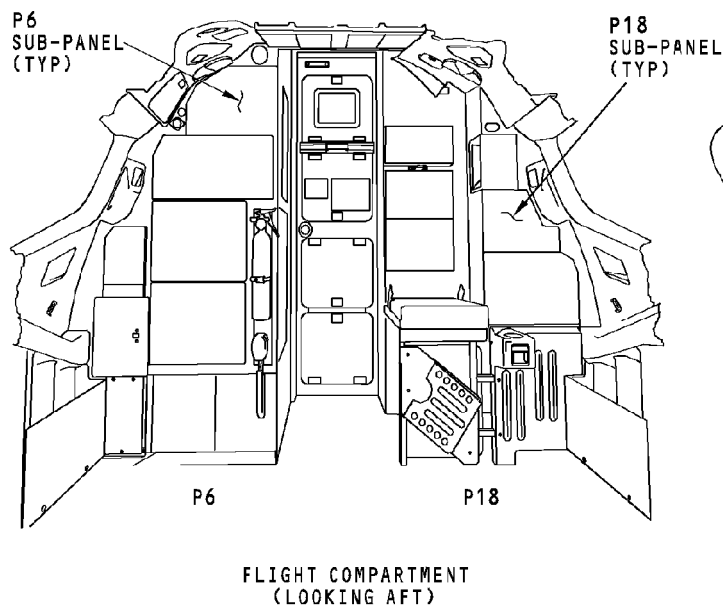 P6
SUB-PANEL
(TYP)
P18
SUB-PANEL
(TYP)
P6
P18
FLIGHT COMPARTMENT
(LOOKING AFT)